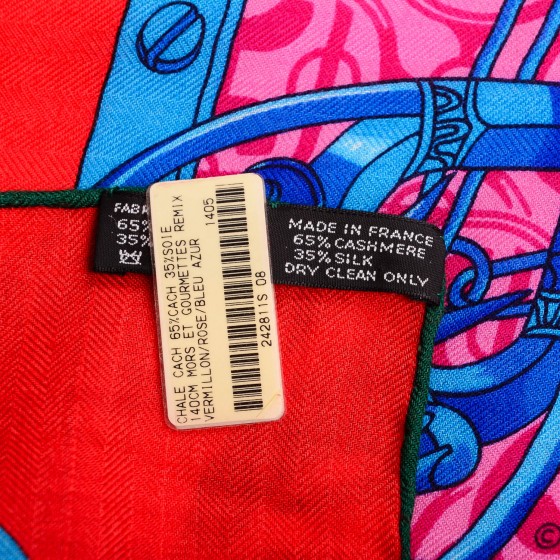 FABR
65%
35%
MADE IN FRANCE
65% CASHMERE
35% SILK
DRY CLEAN ONLY
CHALE CACH 65%CACH 35%SOIE
140CM MORS ET GOURMETTES REMIX
VERMILLON/ROSE/BLEU AZUR 1405
242811S 08
©